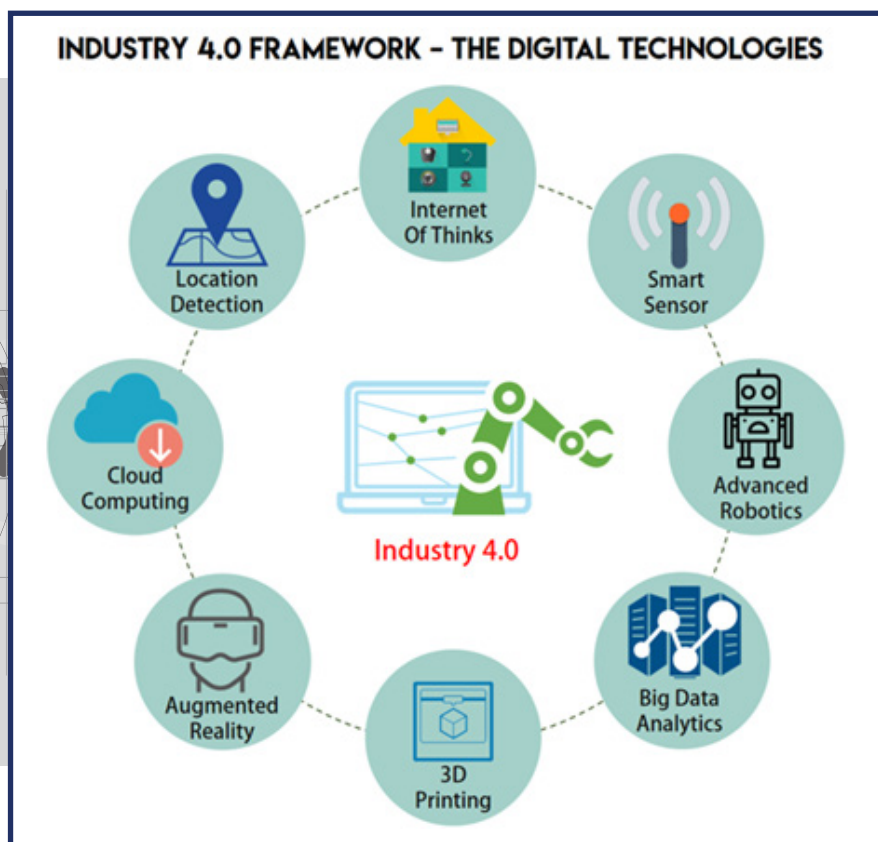 INDUSTRY 4.0 FRAMEWORK – THE DIGITAL TECHNOLOGIES
Internet
Of Thinks
Smart
Sensor
Advanced
Robotics
Big Data
Analytics
3D
Printing
Augmented
Reality
Cloud
Computing
Location
Detection
Industry 4.0